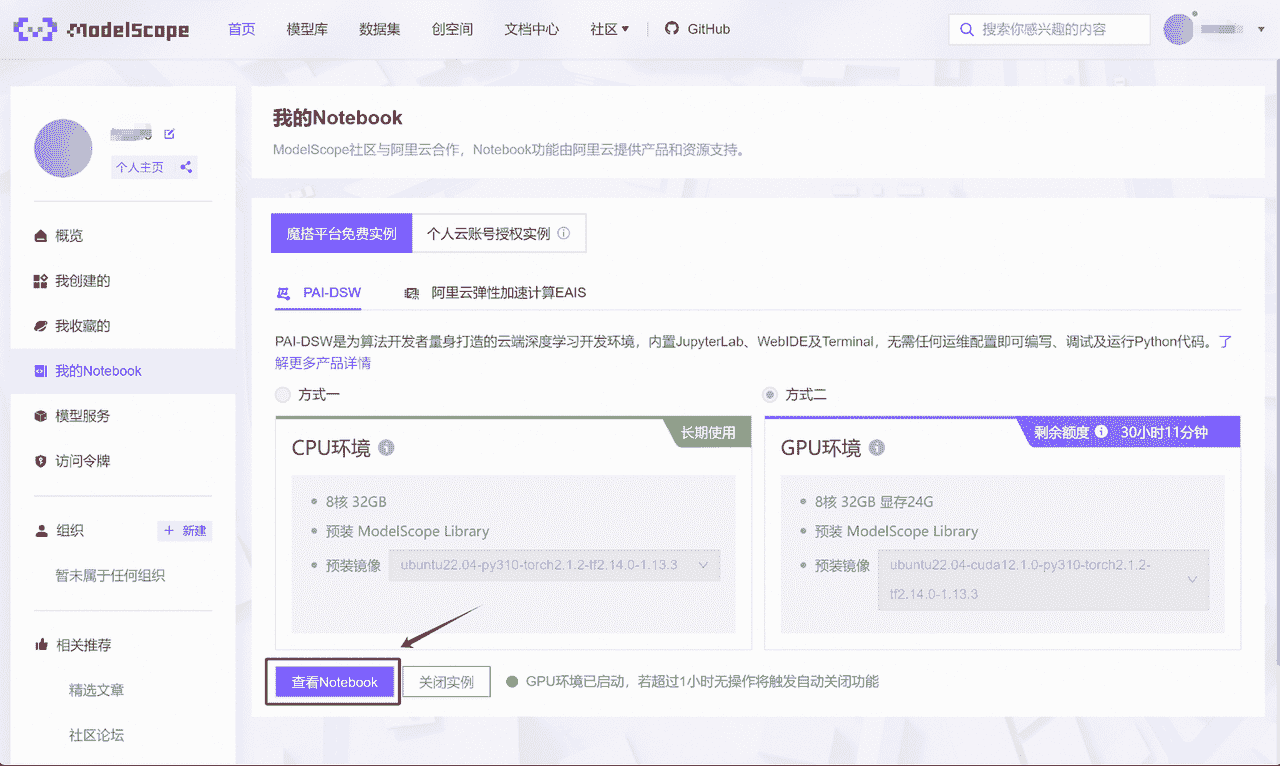 ModelScope 首页 模型库 数据集 创空间 文档中心 社区 GitHub 搜索你感兴趣的内容
个人主页
概览
我创建的
我收藏的
我的Notebook
模型服务
访问令牌
组织 + 新建
暂未属于任何组织
相关推荐
精选文章
社区论坛
我的Notebook
ModelScope社区与阿里云合作，Notebook功能由阿里云提供产品和资源支持。
魔搭平台免费实例 个人云账号授权实例
PAI-DSW 阿里云弹性加速计算EAIS
PAI-DSW是为算法开发者量身打造的云端深度学习开发环境，内置JupyterLab、WebIDE及Terminal，无需任何运维配置即可编写、调试及运行Python代码。了
解更多产品详情
方式一
长期使用
CPU环境
8核 32GB
预装 ModelScope Library
预装镜像 ubuntu22.04-py310-torch2.1.2-tf2.14.0-1.13.3
方式二
剩余额度 30小时11分钟
GPU环境
8核 32GB 显存24G
预装 ModelScope Library
预装镜像 ubuntu22.04-cuda12.1.0-py310-torch2.1.2-
tf2.14.0-1.13.3
查看Notebook 关闭实例 GPU环境已启动，若超过1小时无操作将触发自动关闭功能